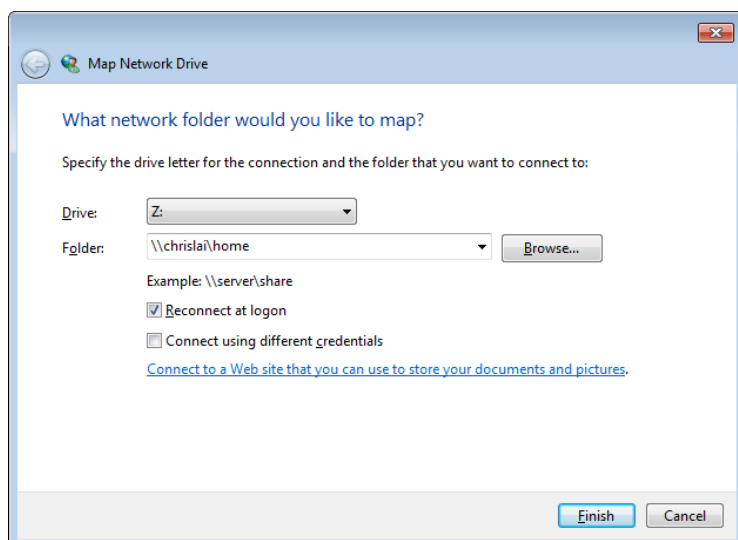 Map Network Drive
What network folder would you like to map?
Specify the drive letter for the connection and the folder that you want to connect to:
Drive: Z:
Folder: \\chrislai\home Browse...
Example: \\server\share
Reconnect at logon
Connect using different credentials
Connect to a Web site that you can use to store your documents and pictures.
Finish Cancel